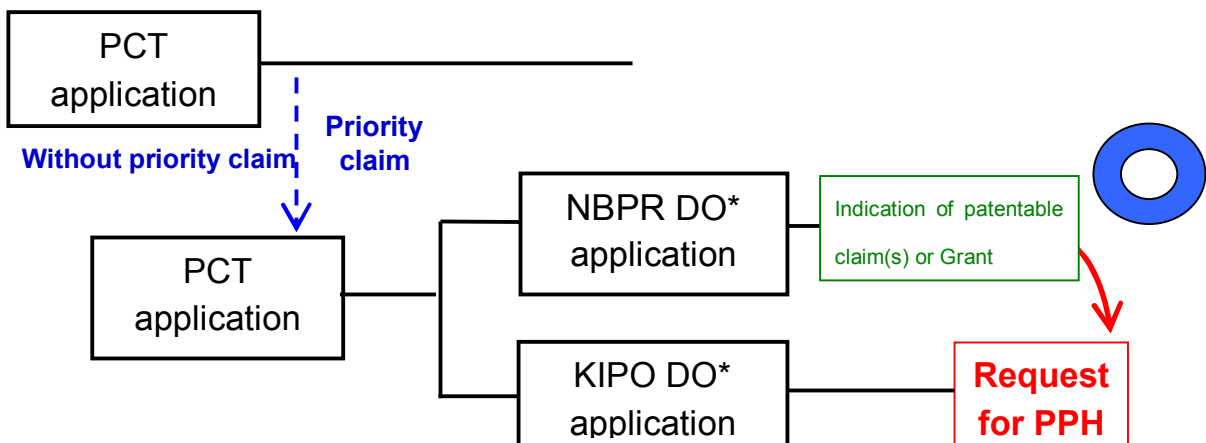 PCT
application
Without priority claim
Priority
claim
PCT
application
NBPR DO*
application
Indication of patentable
claim(s) or Grant
KIPO DO*
application
Request
for PPH